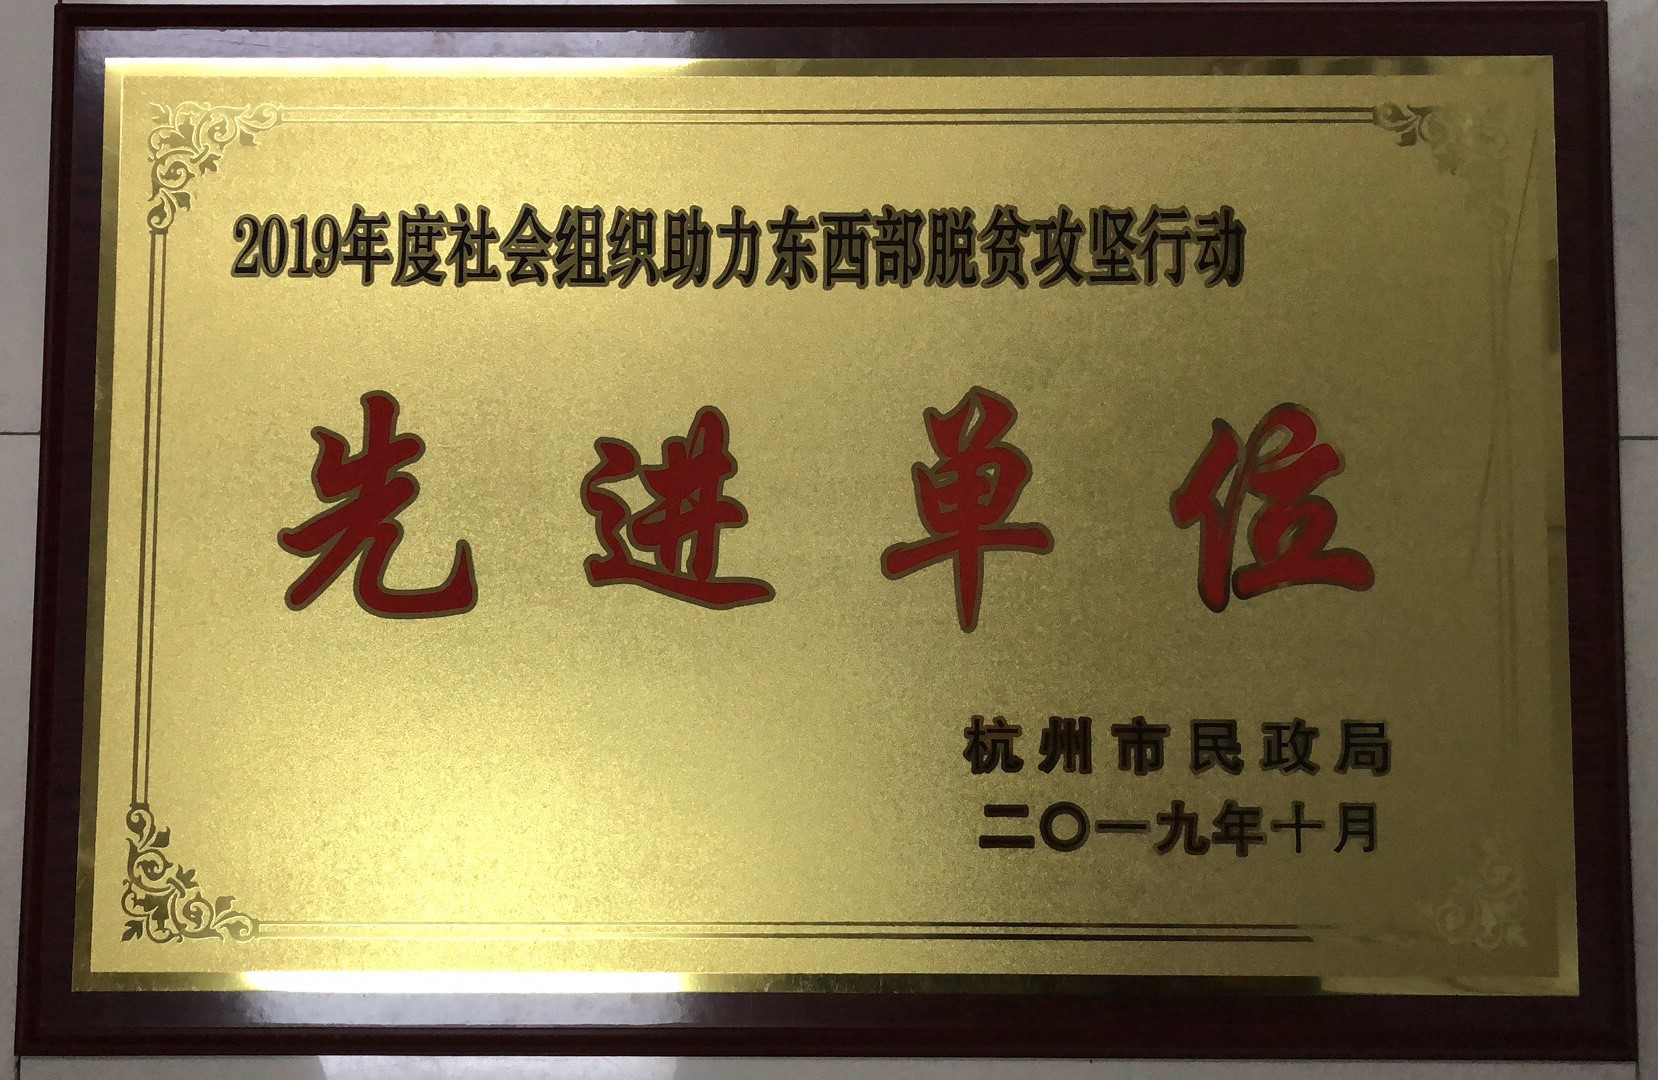 2019年度社会组织助力东西部脱贫攻坚行动
先进单位
杭州市民政局
二〇一九年十月